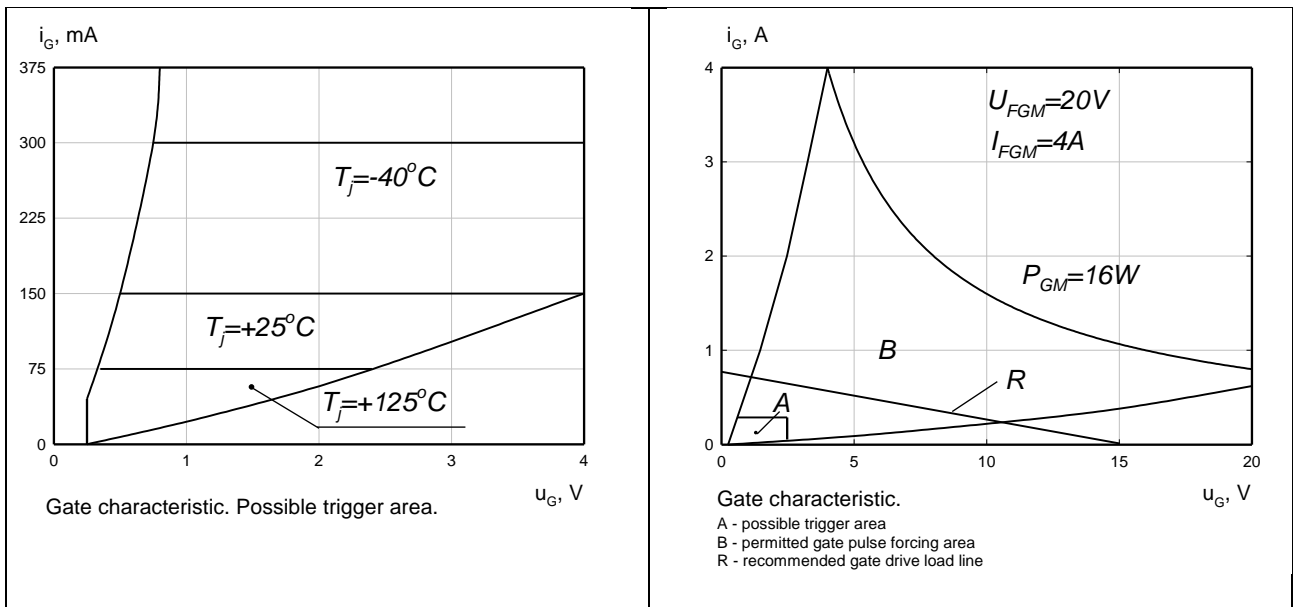 i_G, mA
375
300
225
150
75
0
0
1
2
3
4
T_j=-40°C
T_j=+25°C
T_j=+125°C
u_G, V
Gate characteristic. Possible trigger area.
i_G, A
4
3
2
1
0
0
5
10
15
20
U_FGM=20V
I_FGM=4A
P_GM=16W
B
R
A
u_G, V
Gate characteristic.
A - possible trigger area
B - permitted gate pulse forcing area
R - recommended gate drive load line